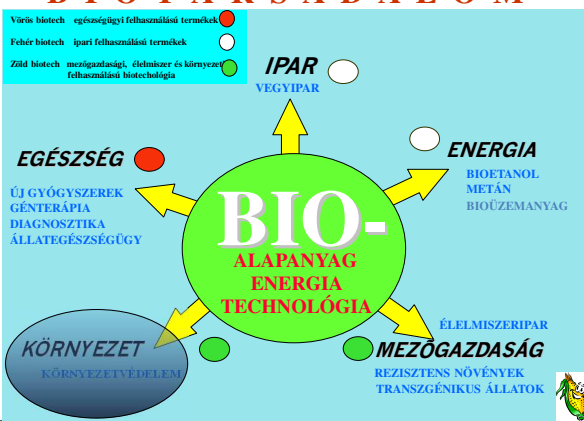 B I O T Á R S A D A L O M
Vörös biotech egészségügyi felhasználású termékek
Fehér biotech ipari felhasználású termékek
Zöld biotech mezőgazdasági, élelmiszer és környezet
felhasználású biotechológia
IPAR
VEGYIPAR
ENERGIA
BIOETANOL
METÁN
BIOÜZEMANYAG
EGÉSZSÉG
ÚJ GYÓGYSZEREK
GÉNTERÁPIA
DIAGNOSZTIKA
ÁLLATEGÉSZSÉGÜGY
BIO-
ALAPANYAG
ENERGIA
TECHNOLÓGIA
KÖRNYEZET
KÖRNYEZETVÉDELEM
ÉLELMISZERIPAR
MEZŐGAZDASÁG
REZISZTENS NÖVÉNYEK
TRANSZGÉNIKUS ÁLLATOK